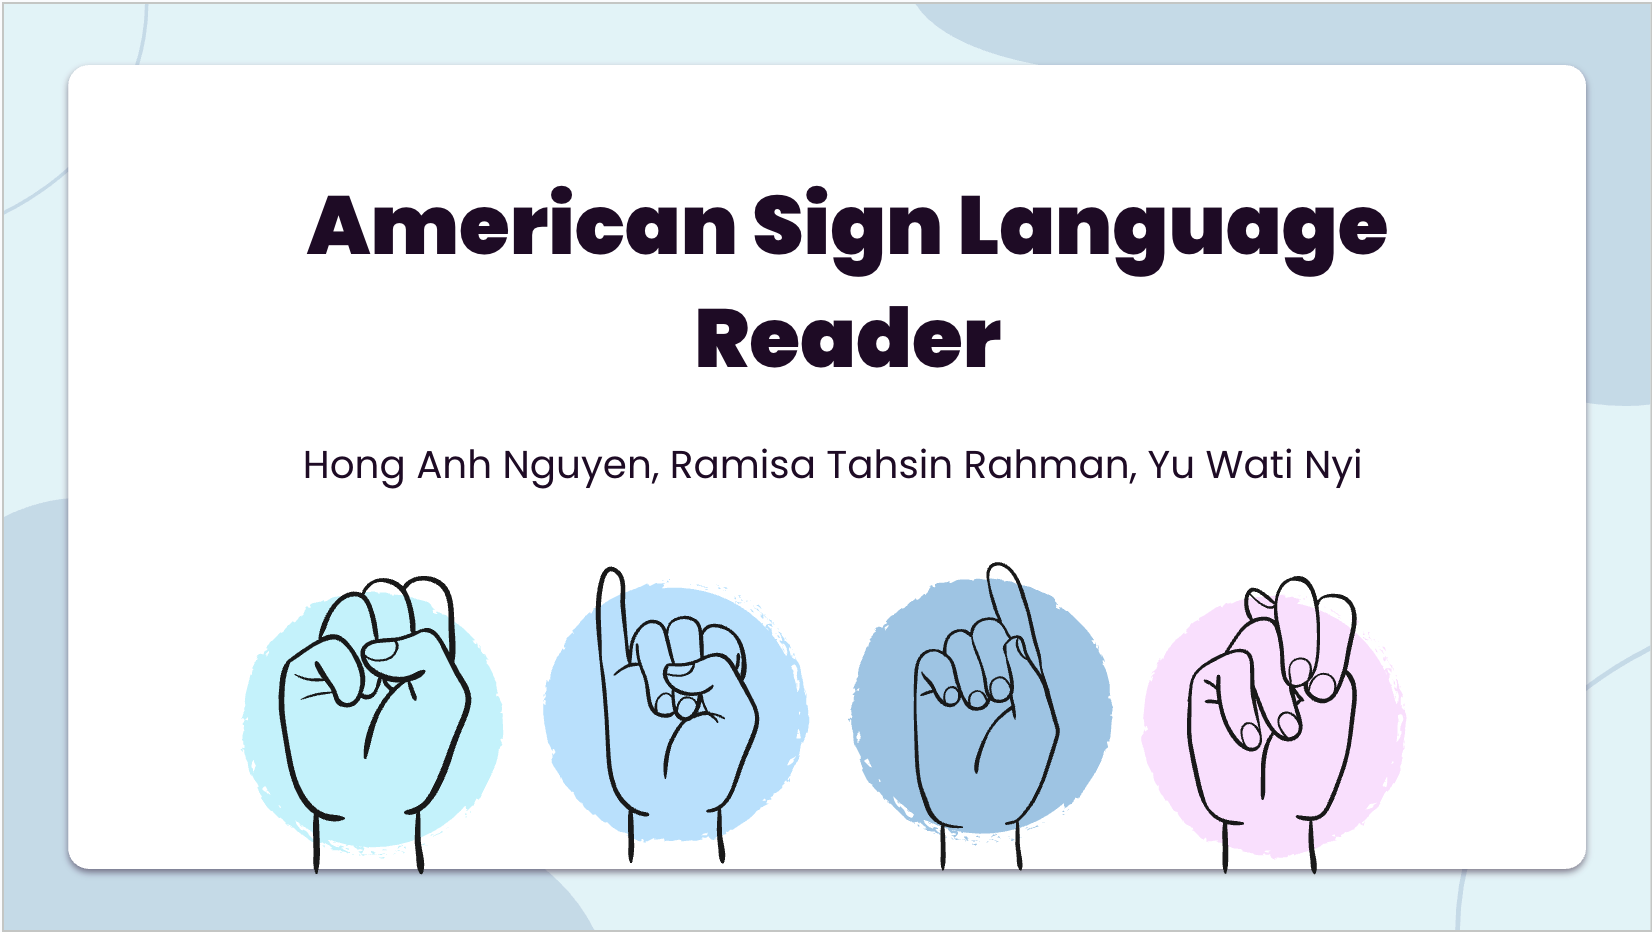 American Sign Language
Reader
Hong Anh Nguyen, Ramisa Tahsin Rahman, Yu Wati Nyi